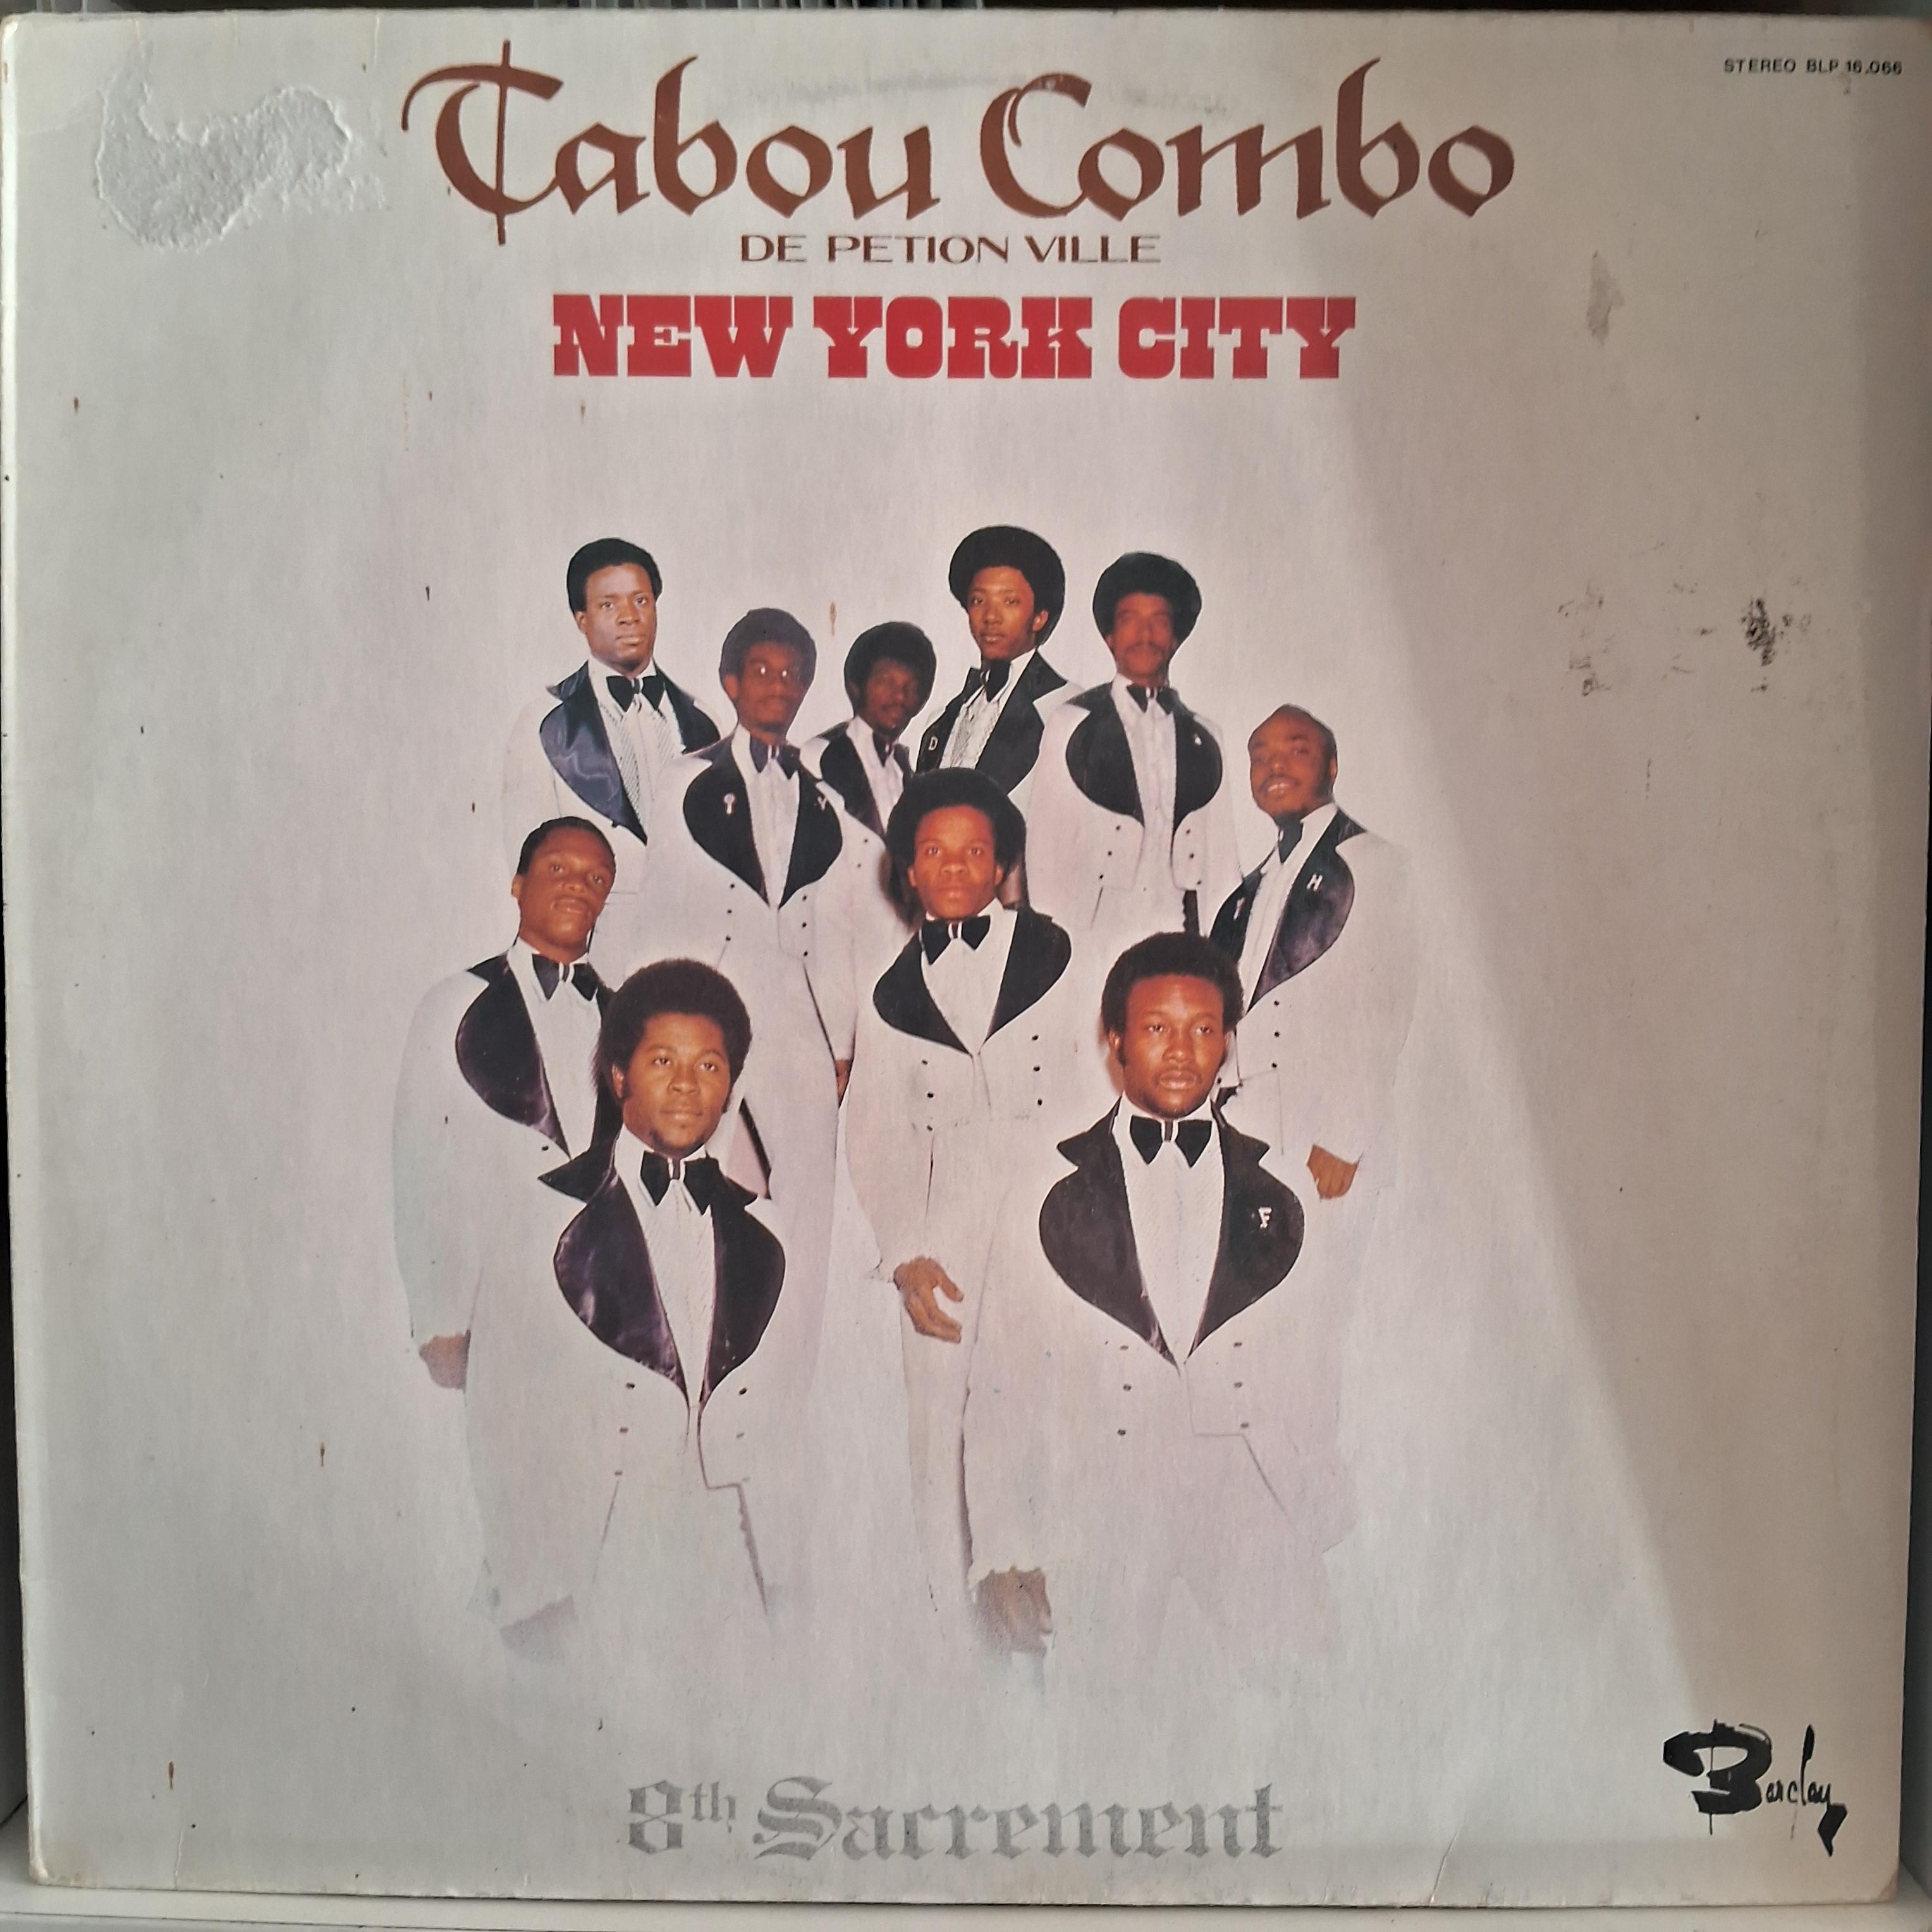 STEREO BLP 16.066
Tabou Combo
DE PETION VILLE
NEW YORK CITY
D
H
F
8th Sacrement
Barclay